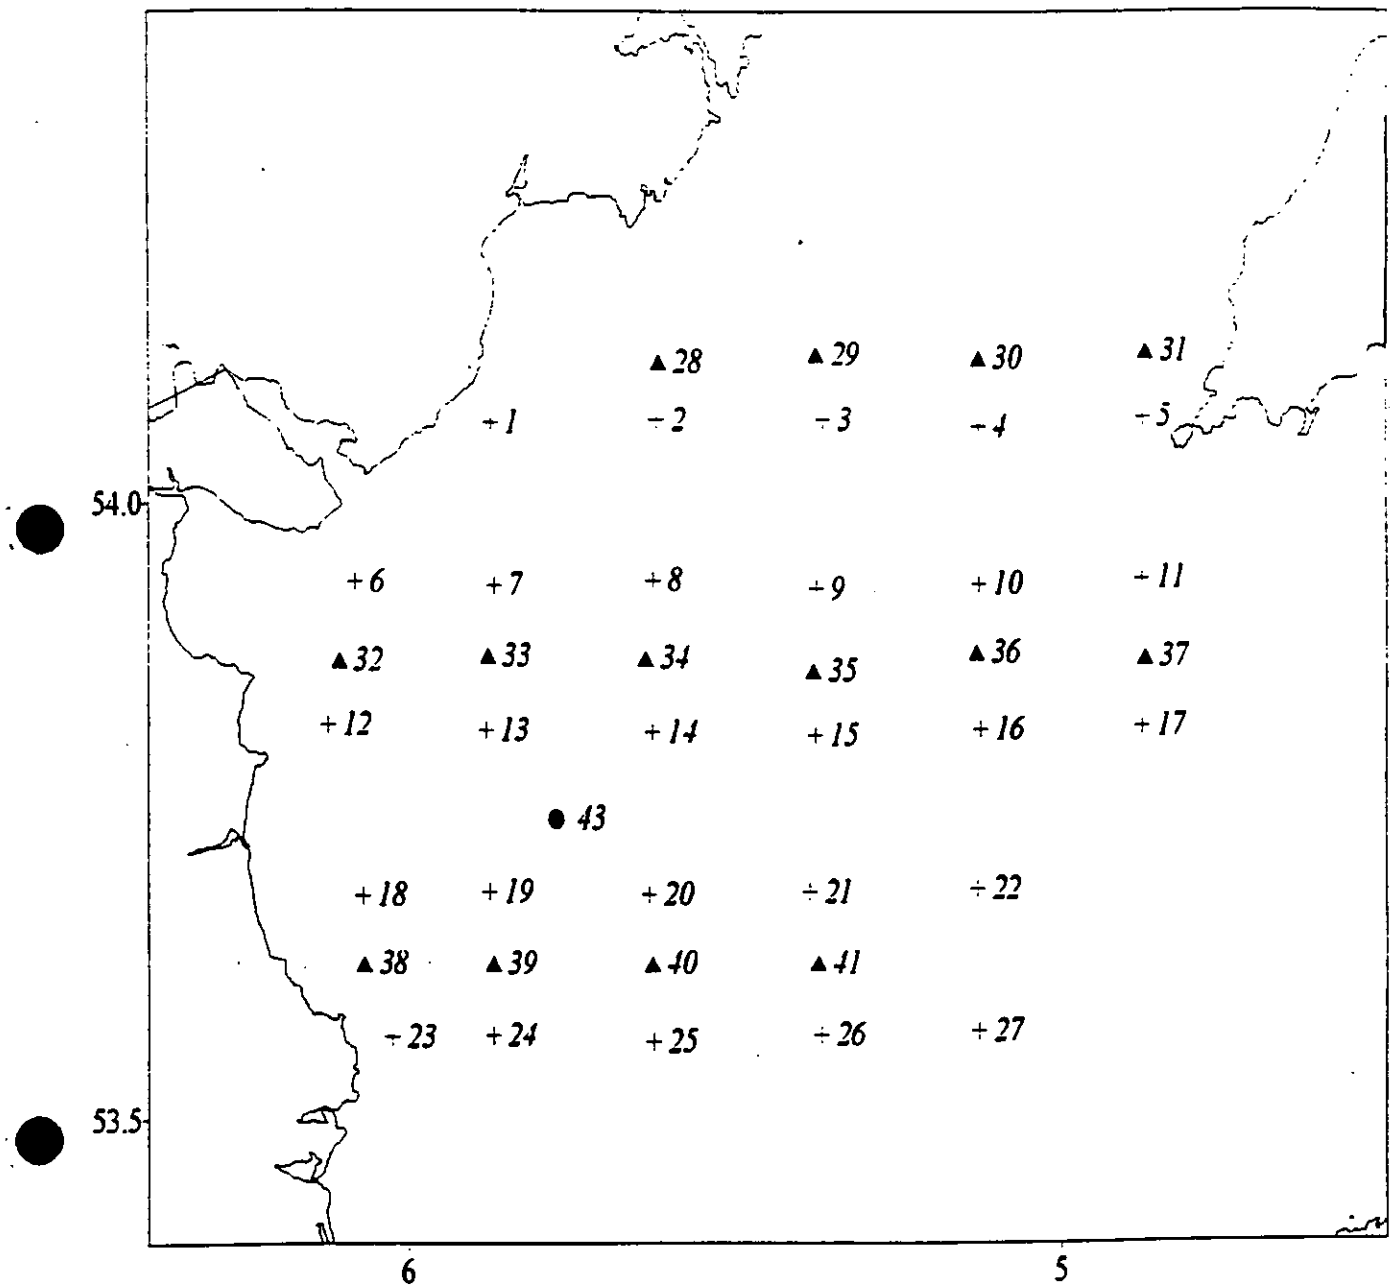 ▲ 28 ▲ 29 ▲ 30 ▲ 31
+ 1 + 2 + 3 + 4 + 5
54.0
+ 6 + 7 + 8 + 9 + 10 + 11
▲ 32 ▲ 33 ▲ 34 ▲ 35 ▲ 36 ▲ 37
+ 12 + 13 + 14 + 15 + 16 + 17
● 43
+ 18 + 19 + 20 + 21 + 22
▲ 38 ▲ 39 ▲ 40 ▲ 41
+ 23 + 24 + 25 + 26 + 27
53.5
6 5